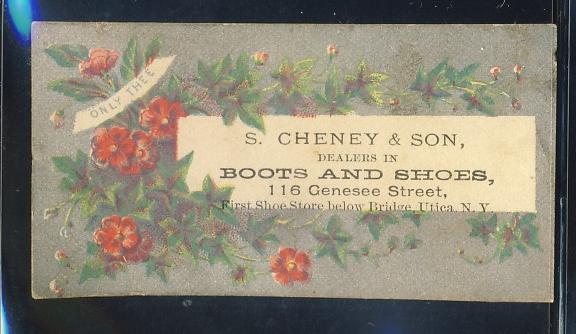 ONLY THEE
S. CHENEY & SON,
DEALERS IN
BOOTS AND SHOES,
116 Genesee Street,
First Shoe Store below Bridge, Utica, N. Y.